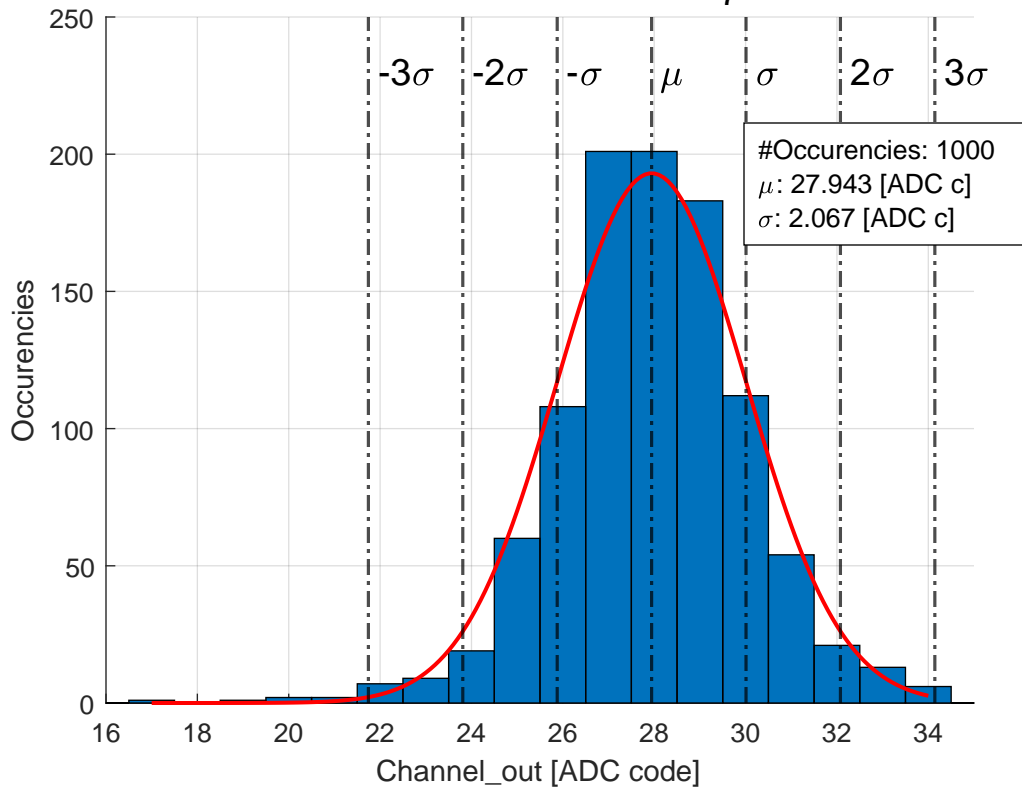 250
-3σ -2σ -σ μ σ 2σ 3σ
200
#Occurencies: 1000
μ: 27.943 [ADC c]
σ: 2.067 [ADC c]
150
Occurencies
100
50
0
16 18 20 22 24 26 28 30 32 34
Channel_out [ADC code]